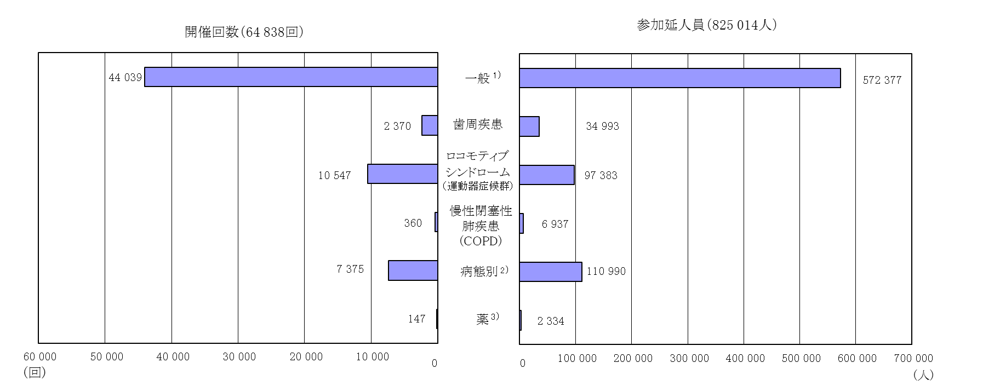 開催回数（64 838回）
参加延人員（825 014人）
44 039
一般 1)
572 377
2 370
歯周疾患
34 993
10 547
ロコモティブ
シンドローム
（運動器症候群）
97 383
360
慢性閉塞性
肺疾患
（COPD）
6 937
7 375
病態別 2)
110 990
147
薬 3)
2 334
60 000 50 000 40 000 30 000 20 000 10 000 0
（回）
0 100 000 200 000 300 000 400 000 500 000 600 000 700 000
（人）